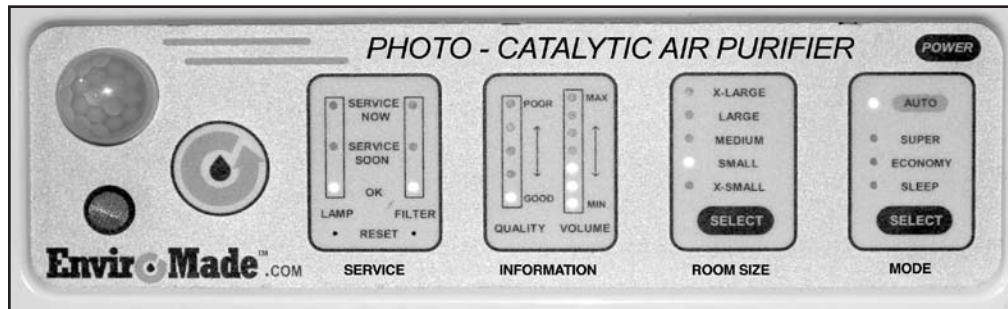 PHOTO - CATALYTIC AIR PURIFIER
POWER
SERVICE
NOW
SERVICE
SOON
OK
LAMP
FILTER
RESET
SERVICE
POOR
GOOD
QUALITY
MAX
MIN
VOLUME
INFORMATION
X-LARGE
LARGE
MEDIUM
SMALL
X-SMALL
SELECT
ROOM SIZE
AUTO
SUPER
ECONOMY
SLEEP
SELECT
MODE
EnviroMade™.COM